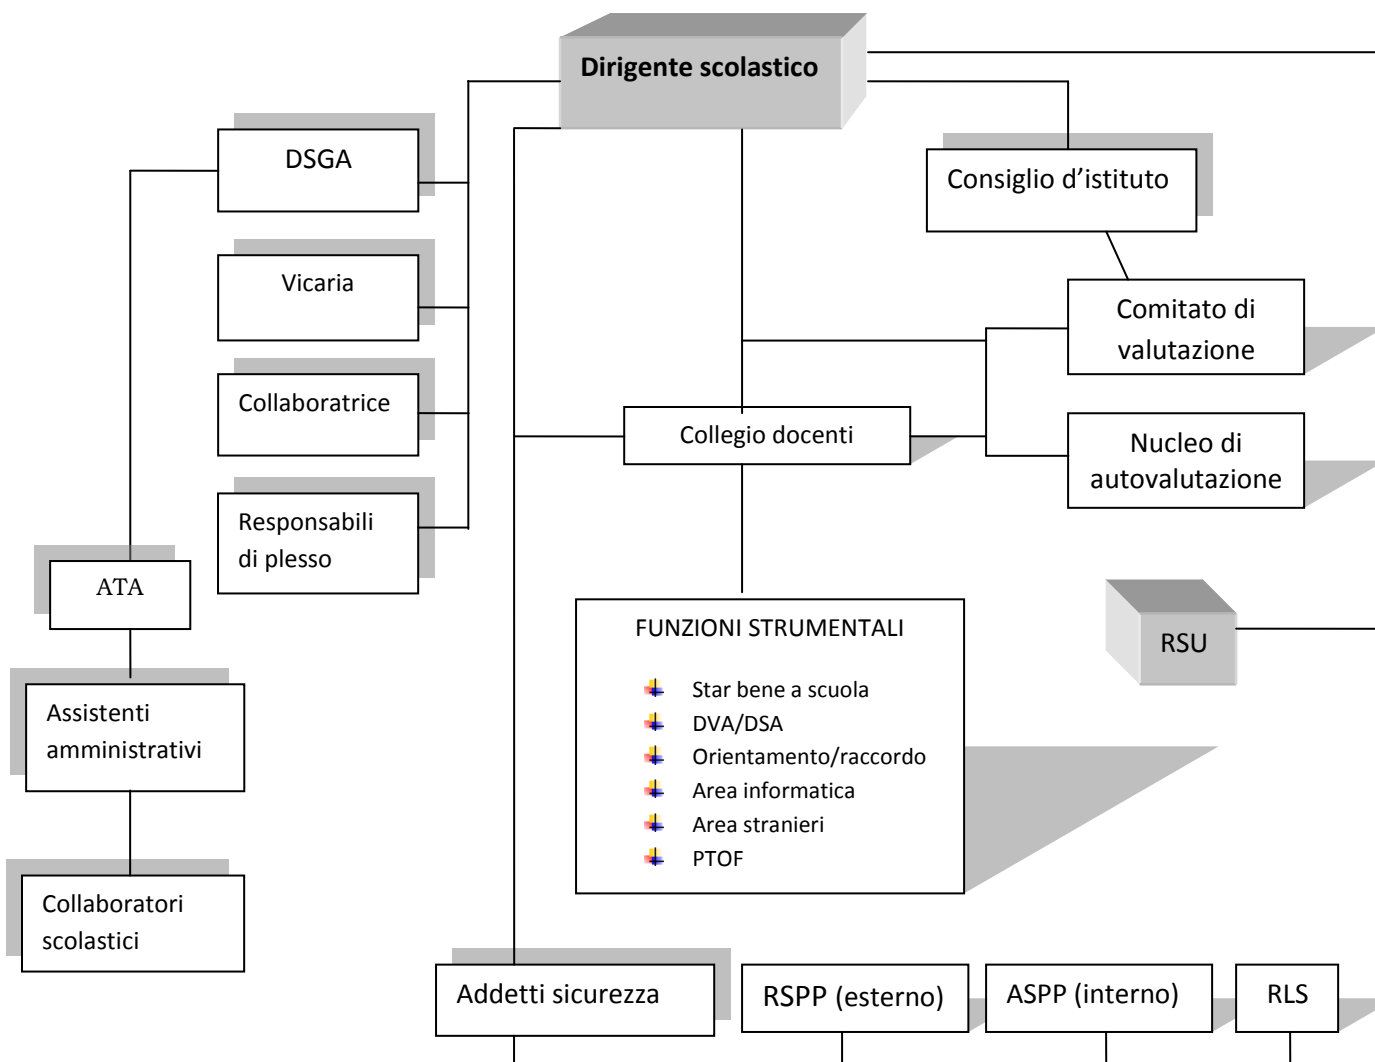 Dirigente scolastico
DSGA
Consiglio d’istituto
Vicaria
Comitato di
valutazione
Collaboratrice
Collegio docenti
Nucleo di
autovalutazione
Responsabili
di plesso
ATA
FUNZIONI STRUMENTALI
Star bene a scuola
DVA/DSA
Orientamento/raccordo
Area informatica
Area stranieri
PTOF
RSU
Assistenti
amministrativi
Collaboratori
scolastici
Addetti sicurezza
RSPP (esterno)
ASPP (interno)
RLS